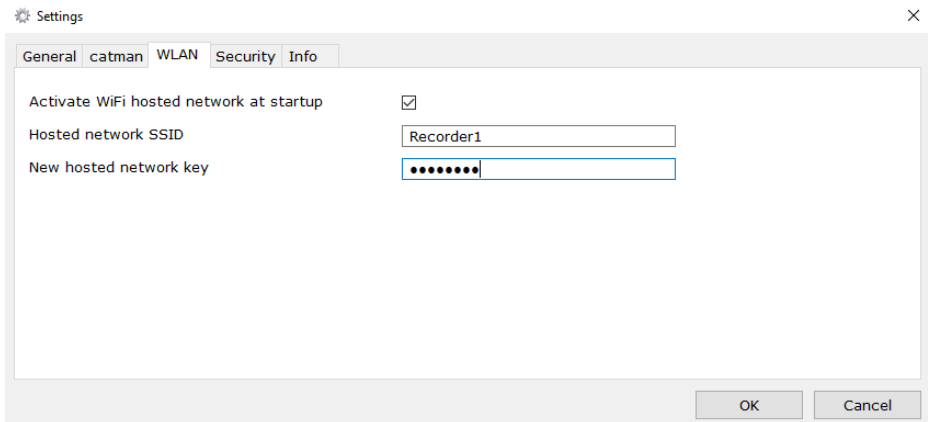 Settings
General catman WLAN Security Info
Activate WiFi hosted network at startup
Hosted network SSID Recorder1
New hosted network key ••••••••
OK Cancel